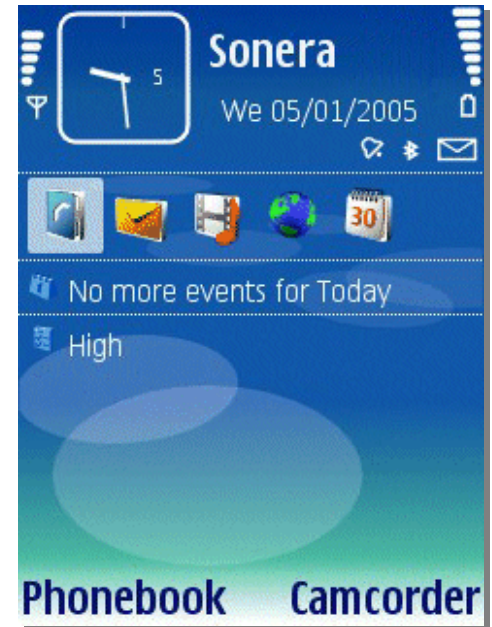 Sonera
5
We 05/01/2005
30
No more events for Today
High
Phonebook Camcorder